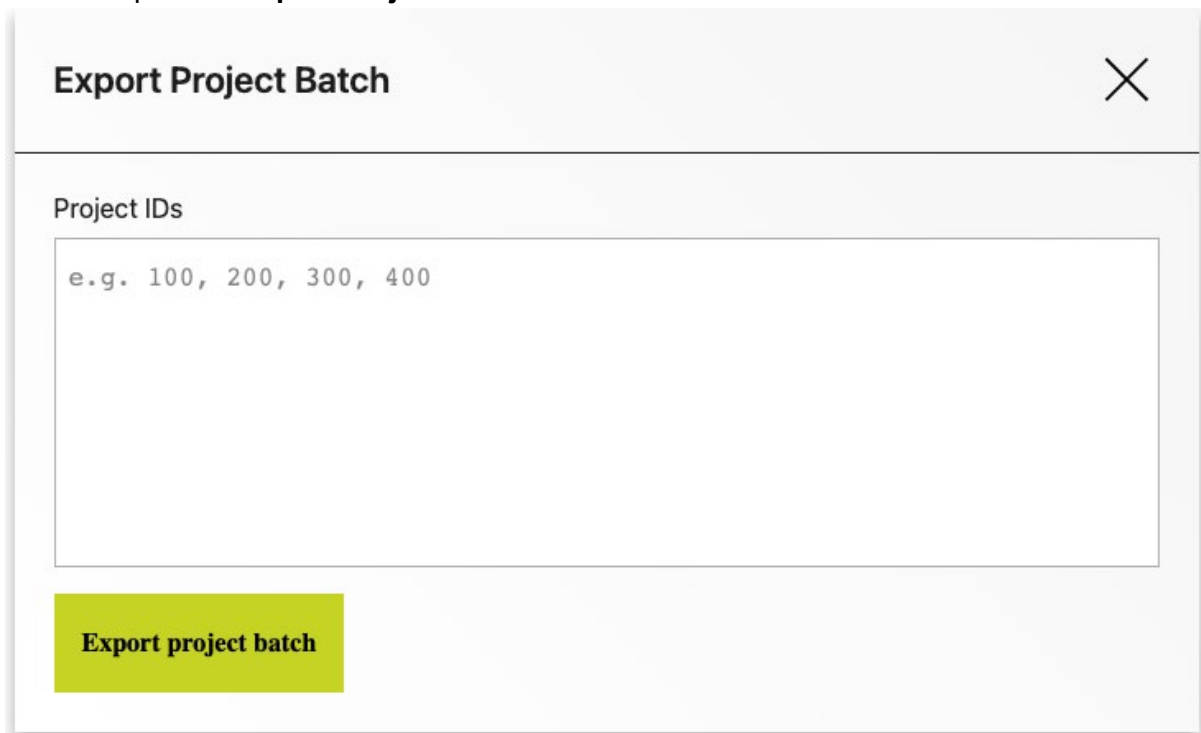 Export Project Batch
Project IDs
e.g. 100, 200, 300, 400
Export project batch